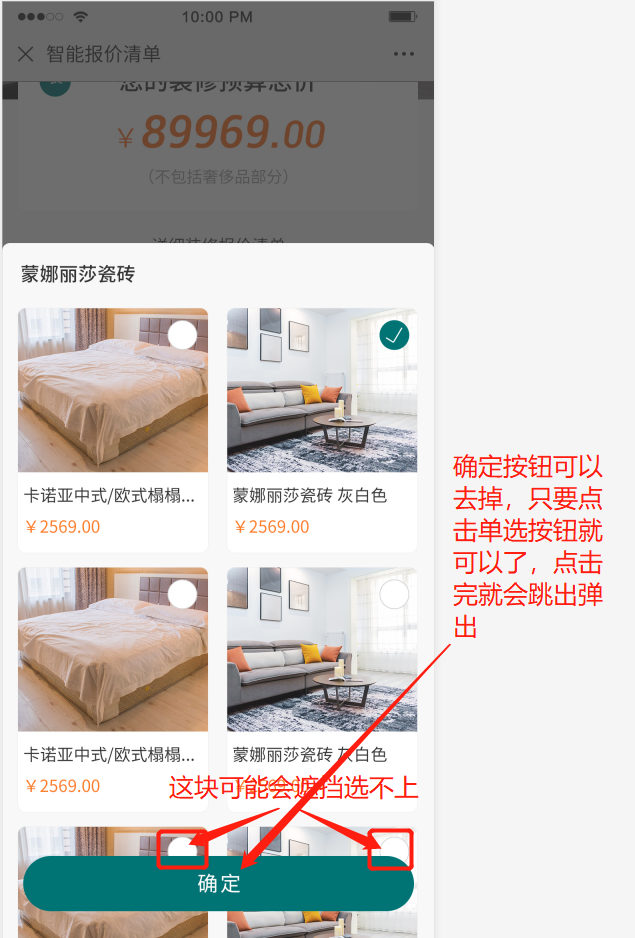 10:00 PM
智能报价清单
您的装修预算总价
￥89969.00
（不包括奢侈品部分）
详细装修报价清单
蒙娜丽莎瓷砖
卡诺亚中式/欧式榻榻...
￥2569.00
蒙娜丽莎瓷砖 灰白色
￥2569.00
确定按钮可以
去掉，只要点
击单选按钮就
可以了，点击
完就会跳出弹
出
卡诺亚中式/欧式榻榻...
￥2569.00
蒙娜丽莎瓷砖 灰白色
￥2569.00
这块可能会遮挡选不上
确定